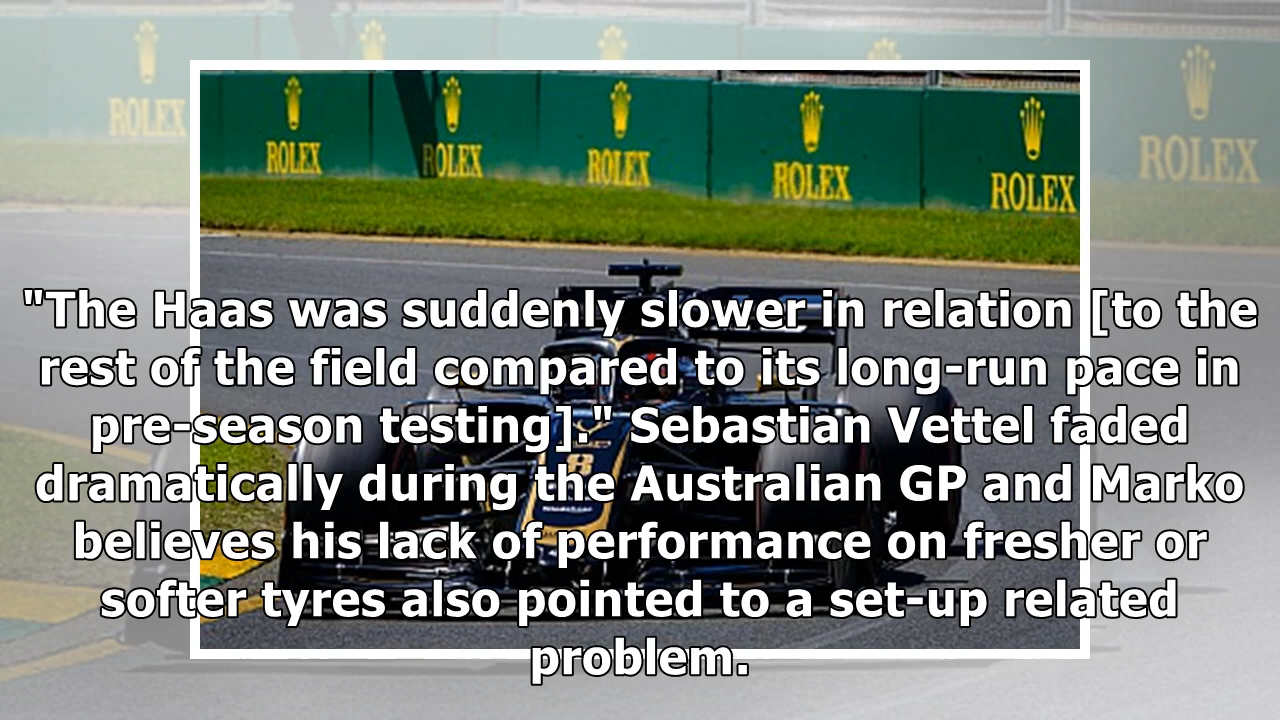 ROLEX ROLEX ROLEX ROLEX ROLEX ROLEX ROLEX
"The Haas was suddenly slower in relation [to the
rest of the field compared to its long-run pace in
pre-season testing]." Sebastian Vettel faded
dramatically during the Australian GP and Marko
believes his lack of performance on fresher or
softer tyres also pointed to a set-up related
problem.
8